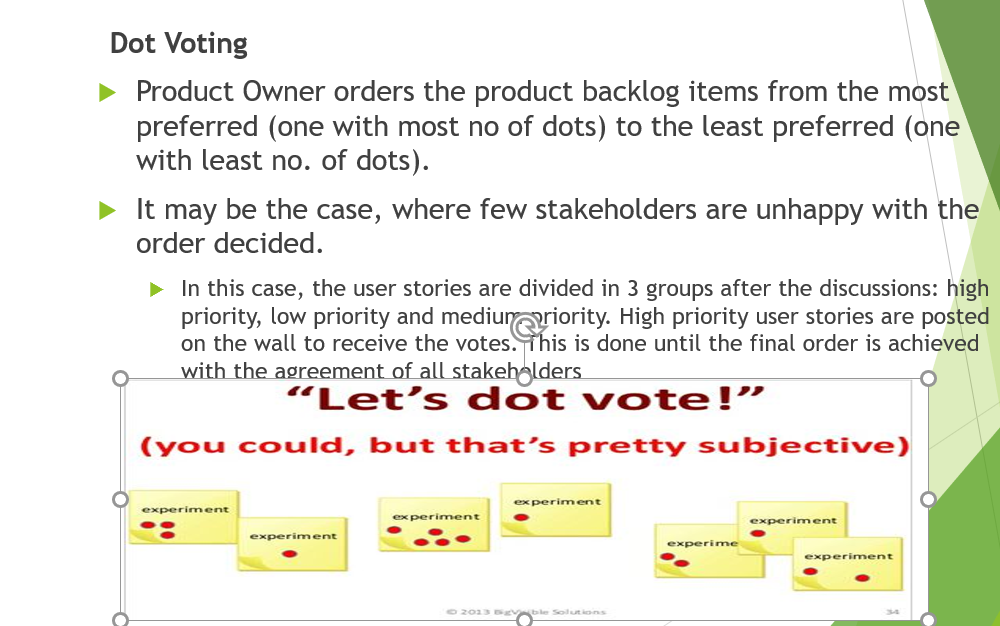 Dot Voting
Product Owner orders the product backlog items from the most
preferred (one with most no of dots) to the least preferred (one
with least no. of dots).
It may be the case, where few stakeholders are unhappy with the
order decided.
In this case, the user stories are divided in 3 groups after the discussions: high
priority, low priority and medium priority. High priority user stories are posted
on the wall to receive the votes. This is done until the final order is achieved
with the agreement of all stakeholders
“Let’s dot vote!”
(you could, but that’s pretty subjective)
experiment
experiment
experiment
experiment
experime
experiment
experiment
© 2013 BigVisible Solutions
34